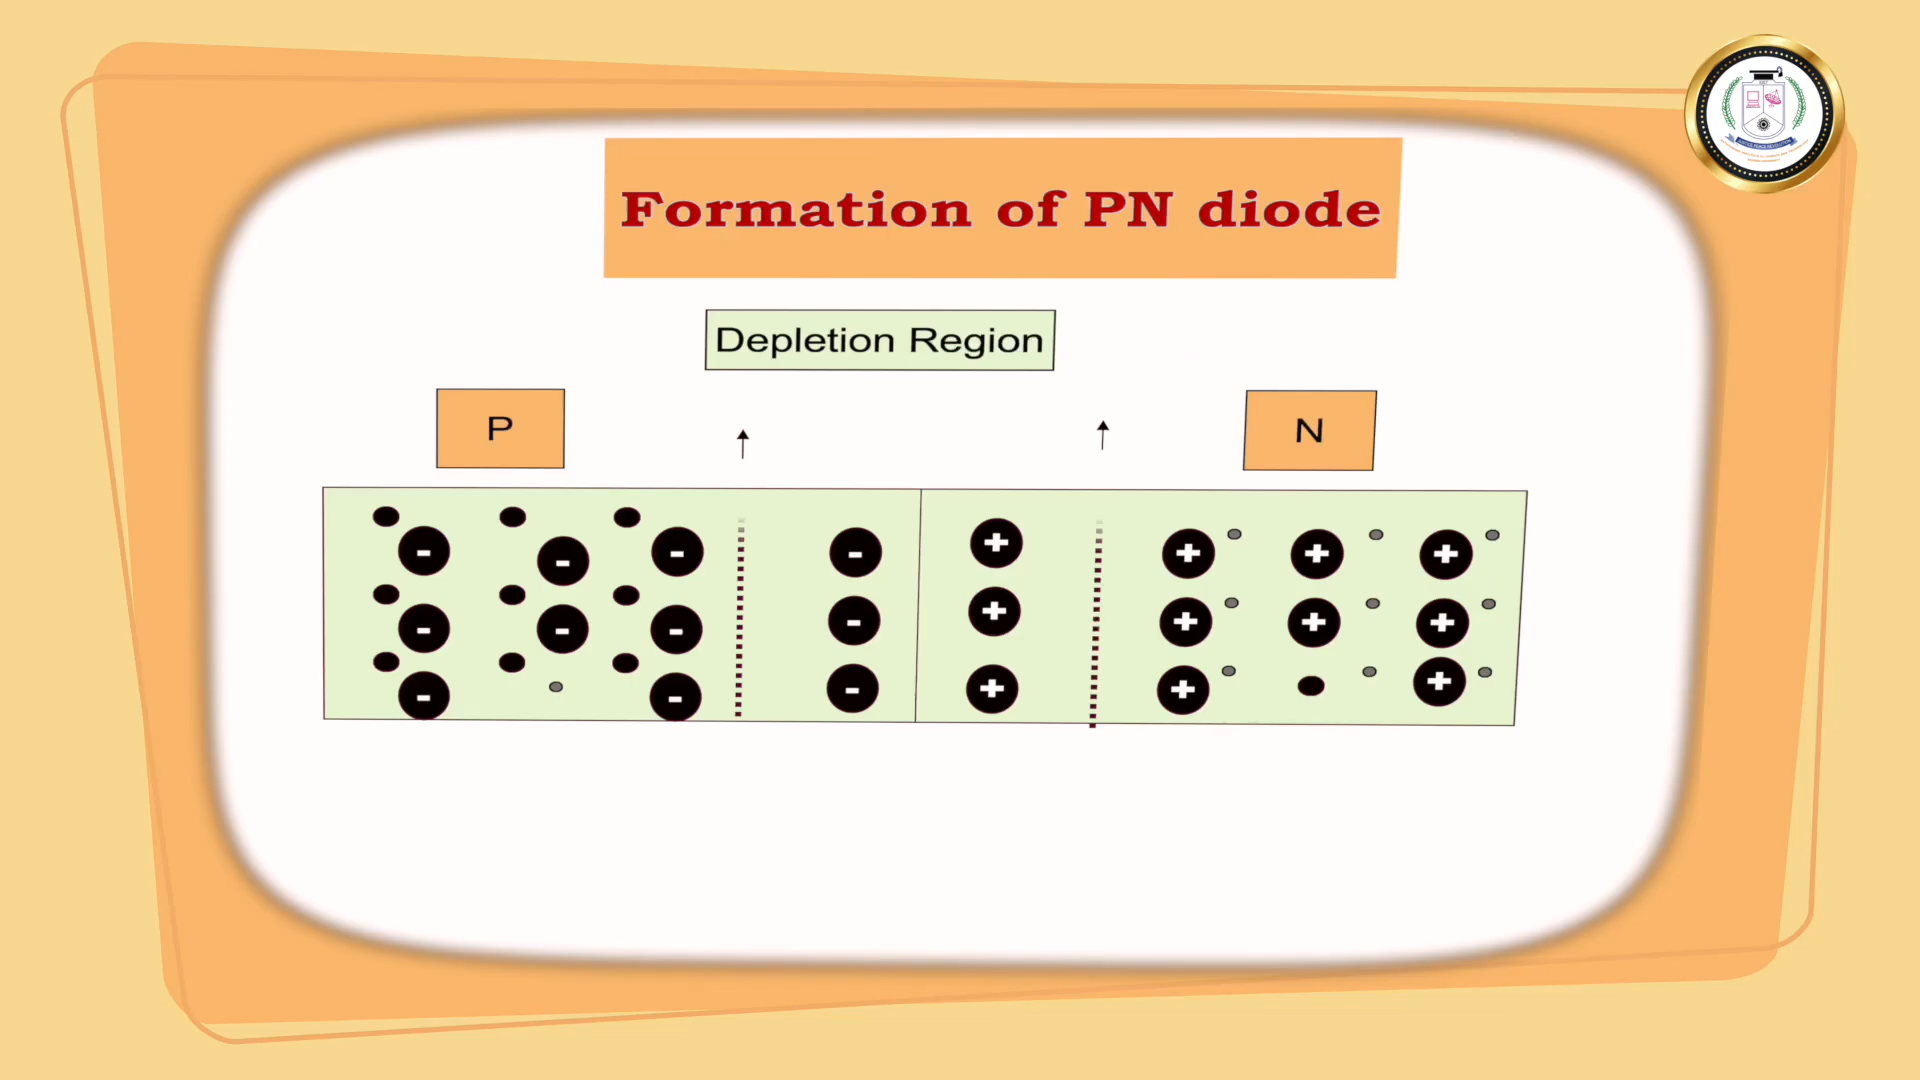 Formation of PN diode
Depletion Region
P
N
- - - - + + + +
- - - - + + + +
- - - + + +